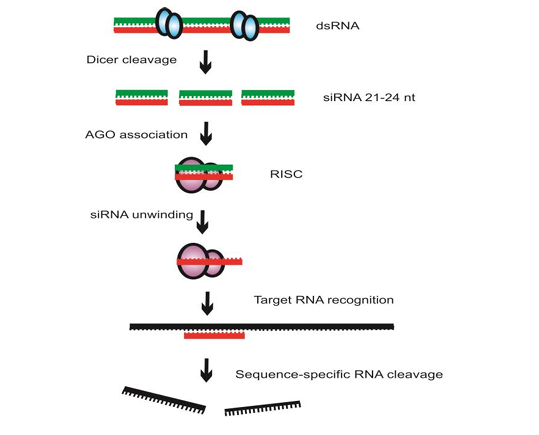 dsRNA
Dicer cleavage
siRNA 21-24 nt
AGO association
RISC
siRNA unwinding
Target RNA recognition
Sequence-specific RNA cleavage